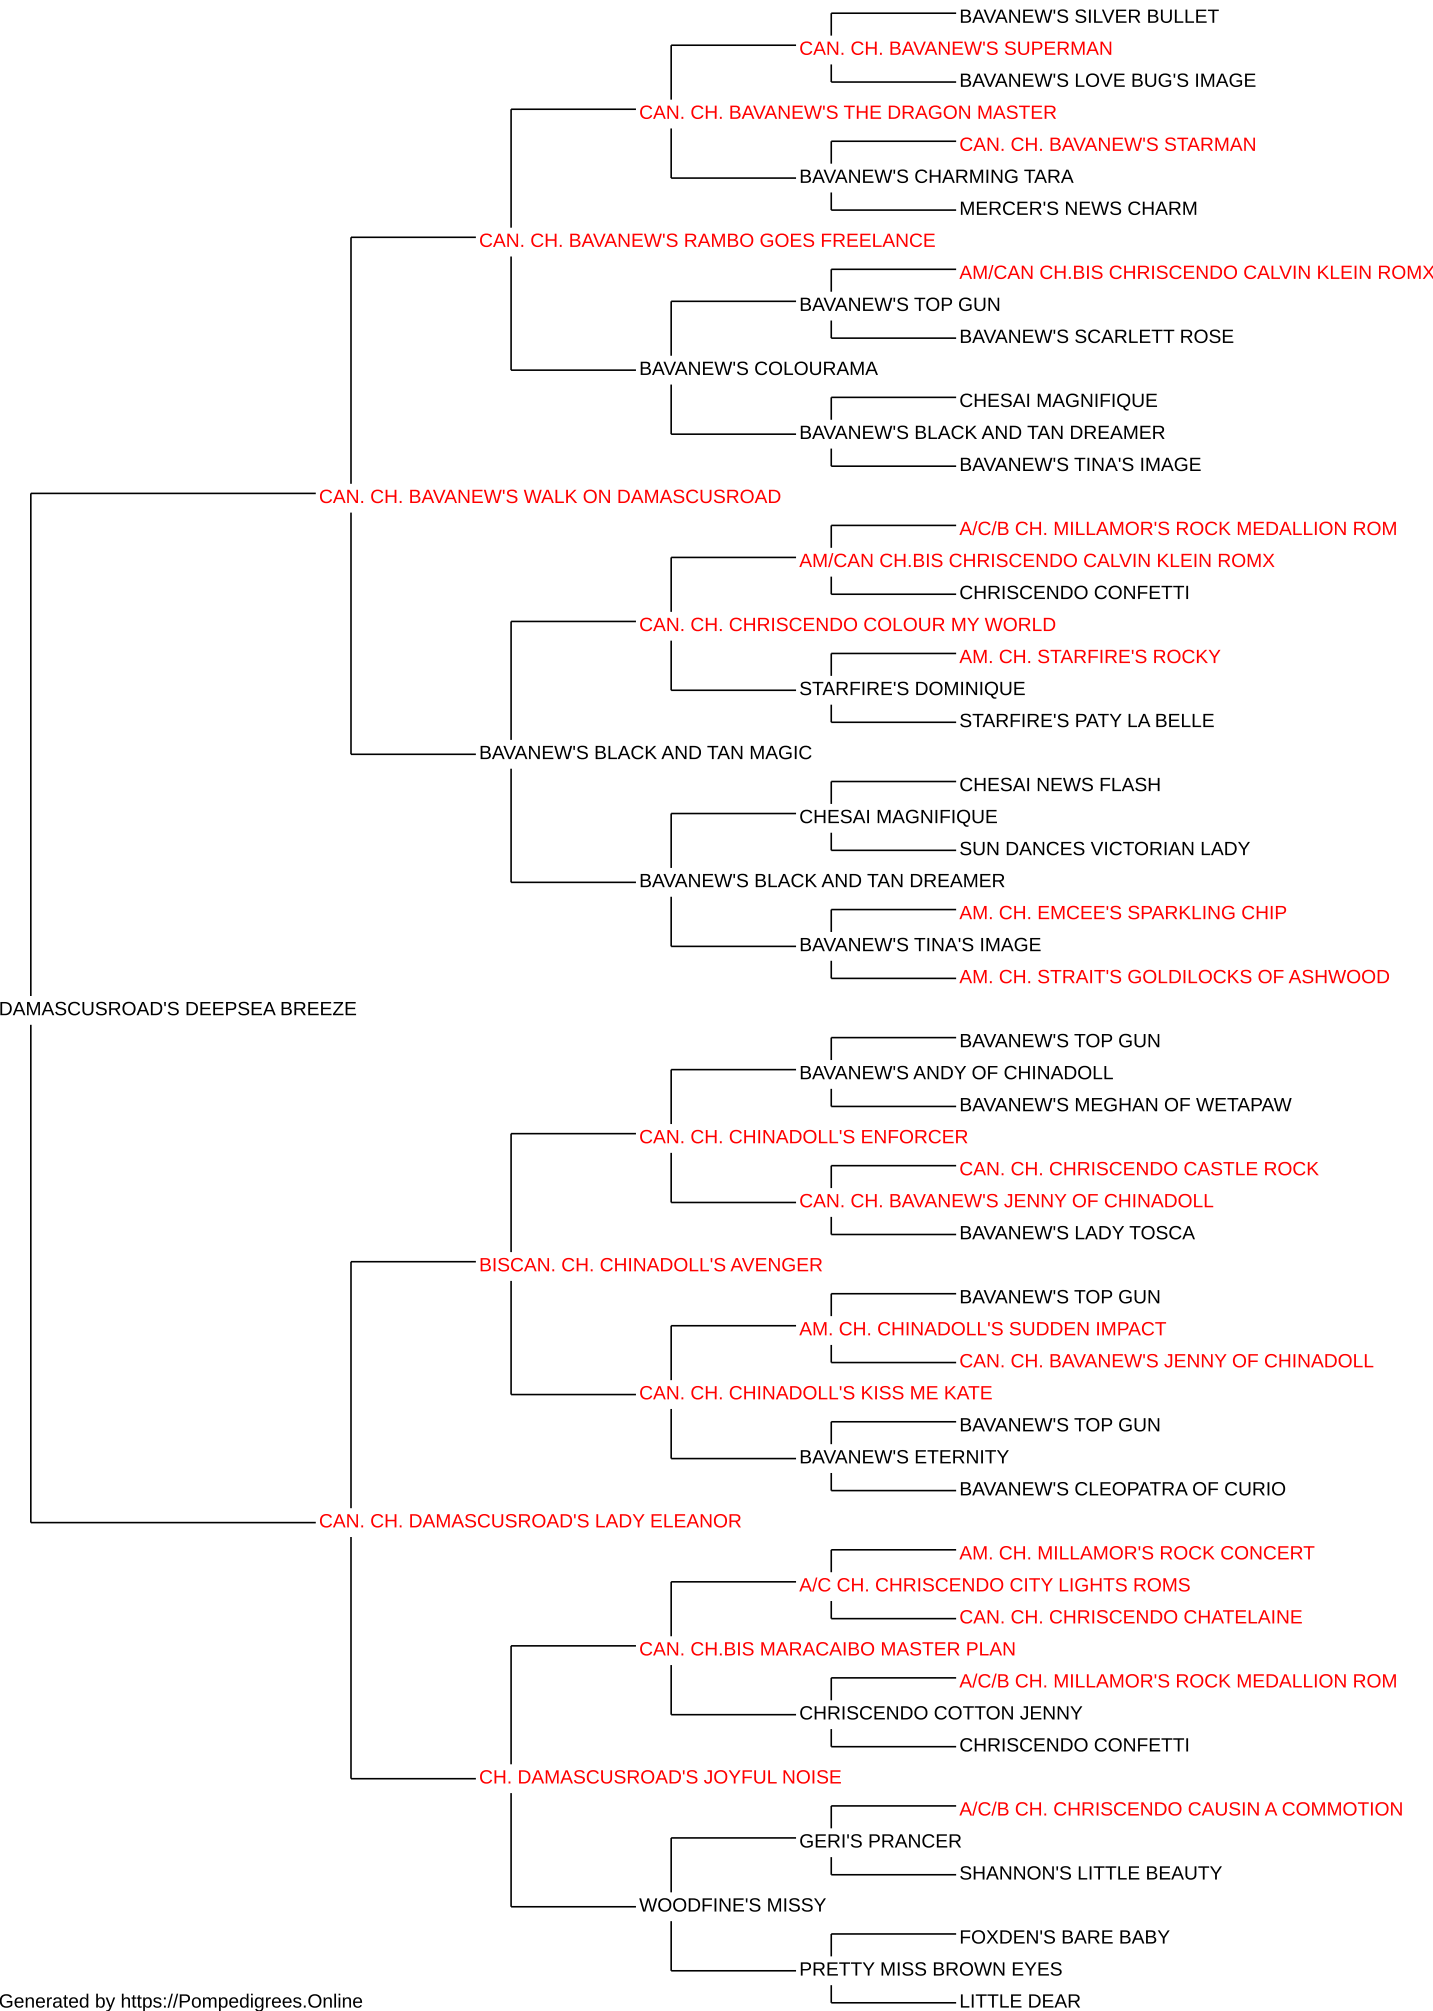 BAVANEW'S SILVER BULLET
CAN. CH. BAVANEW'S SUPERMAN
BAVANEW'S LOVE BUG'S IMAGE
CAN. CH. BAVANEW'S THE DRAGON MASTER
CAN. CH. BAVANEW'S STARMAN
BAVANEW'S CHARMING TARA
MERCER'S NEWS CHARM
CAN. CH. BAVANEW'S RAMBO GOES FREELANCE
AM/CAN CH.BIS CHRISCENDO CALVIN KLEIN ROMX
BAVANEW'S TOP GUN
BAVANEW'S SCARLETT ROSE
BAVANEW'S COLOURAMA
CHESAI MAGNIFIQUE
BAVANEW'S BLACK AND TAN DREAMER
BAVANEW'S TINA'S IMAGE
CAN. CH. BAVANEW'S WALK ON DAMASCUSROAD
A/C/B CH. MILLAMOR'S ROCK MEDALLION ROM
AM/CAN CH.BIS CHRISCENDO CALVIN KLEIN ROMX
CHRISCENDO CONFETTI
CAN. CH. CHRISCENDO COLOUR MY WORLD
AM. CH. STARFIRE'S ROCKY
STARFIRE'S DOMINIQUE
STARFIRE'S PATY LA BELLE
BAVANEW'S BLACK AND TAN MAGIC
CHESAI NEWS FLASH
CHESAI MAGNIFIQUE
SUN DANCES VICTORIAN LADY
BAVANEW'S BLACK AND TAN DREAMER
AM. CH. EMCEE'S SPARKLING CHIP
BAVANEW'S TINA'S IMAGE
AM. CH. STRAIT'S GOLDILOCKS OF ASHWOOD
DAMASCUSROAD'S DEEPSEA BREEZE
BAVANEW'S TOP GUN
BAVANEW'S ANDY OF CHINADOLL
BAVANEW'S MEGHAN OF WETAPAW
CAN. CH. CHINADOLL'S ENFORCER
CAN. CH. CHRISCENDO CASTLE ROCK
CAN. CH. BAVANEW'S JENNY OF CHINADOLL
BAVANEW'S LADY TOSCA
BISCAN. CH. CHINADOLL'S AVENGER
BAVANEW'S TOP GUN
AM. CH. CHINADOLL'S SUDDEN IMPACT
CAN. CH. BAVANEW'S JENNY OF CHINADOLL
CAN. CH. CHINADOLL'S KISS ME KATE
BAVANEW'S TOP GUN
BAVANEW'S ETERNITY
BAVANEW'S CLEOPATRA OF CURIO
CAN. CH. DAMASCUSROAD'S LADY ELEANOR
AM. CH. MILLAMOR'S ROCK CONCERT
A/C CH. CHRISCENDO CITY LIGHTS ROMS
CAN. CH. CHRISCENDO CHATELAINE
CAN. CH.BIS MARACAIBO MASTER PLAN
A/C/B CH. MILLAMOR'S ROCK MEDALLION ROM
CHRISCENDO COTTON JENNY
CHRISCENDO CONFETTI
CH. DAMASCUSROAD'S JOYFUL NOISE
A/C/B CH. CHRISCENDO CAUSIN A COMMOTION
GERI'S PRANCER
SHANNON'S LITTLE BEAUTY
WOODFINE'S MISSY
FOXDEN'S BARE BABY
PRETTY MISS BROWN EYES
LITTLE DEAR
Generated by https://Pompedigrees.Online